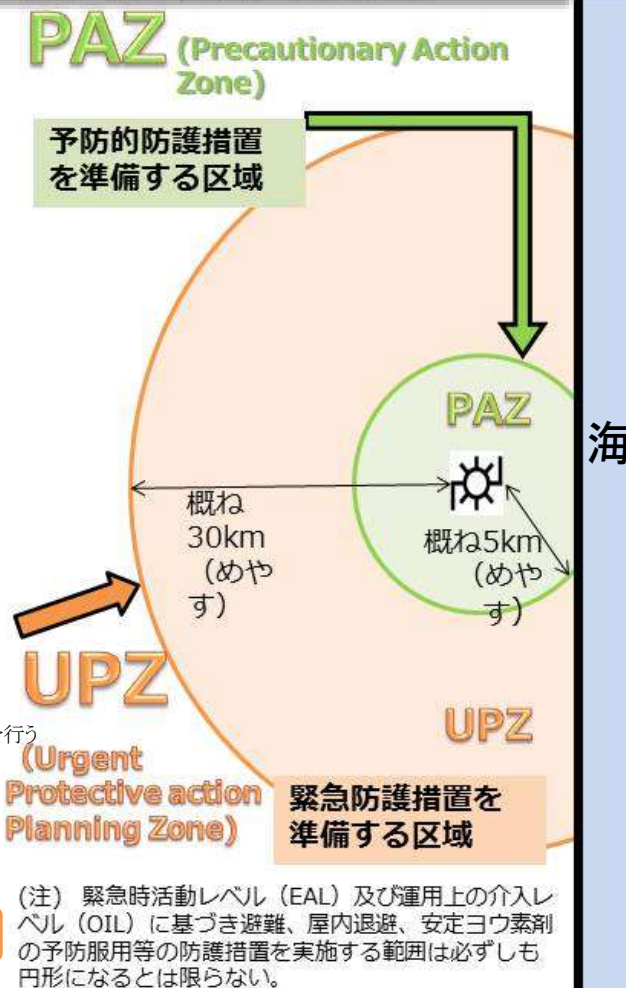 PAZ (Precautionary Action
Zone)
予防的防護措置
を準備する区域
PAZ
海
概ね
30km
（めや
す）
概ね5km
（めや
す）
UPZ
行う
(Urgent
Protective action
Planning Zone)
UPZ
緊急防護措置を
準備する区域
(注) 緊急時活動レベル（EAL）及び運用上の介入レ
ベル（OIL）に基づき避難、屋内退避、安定ヨウ素剤
の予防服用等の防護措置を実施する範囲は必ずしも
円形になるとは限らない。